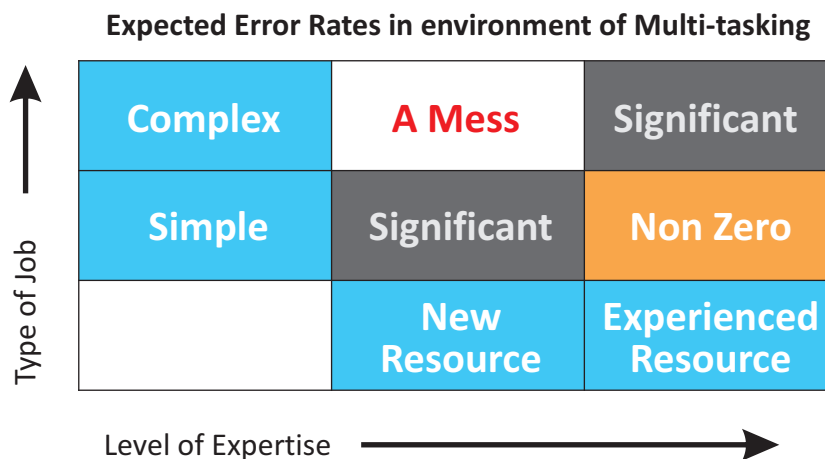 Expected Error Rates in environment of Multi-tasking
Complex
A Mess
Significant
Simple
Significant
Non Zero
New
Resource
Experienced
Resource
Type of Job
Level of Expertise